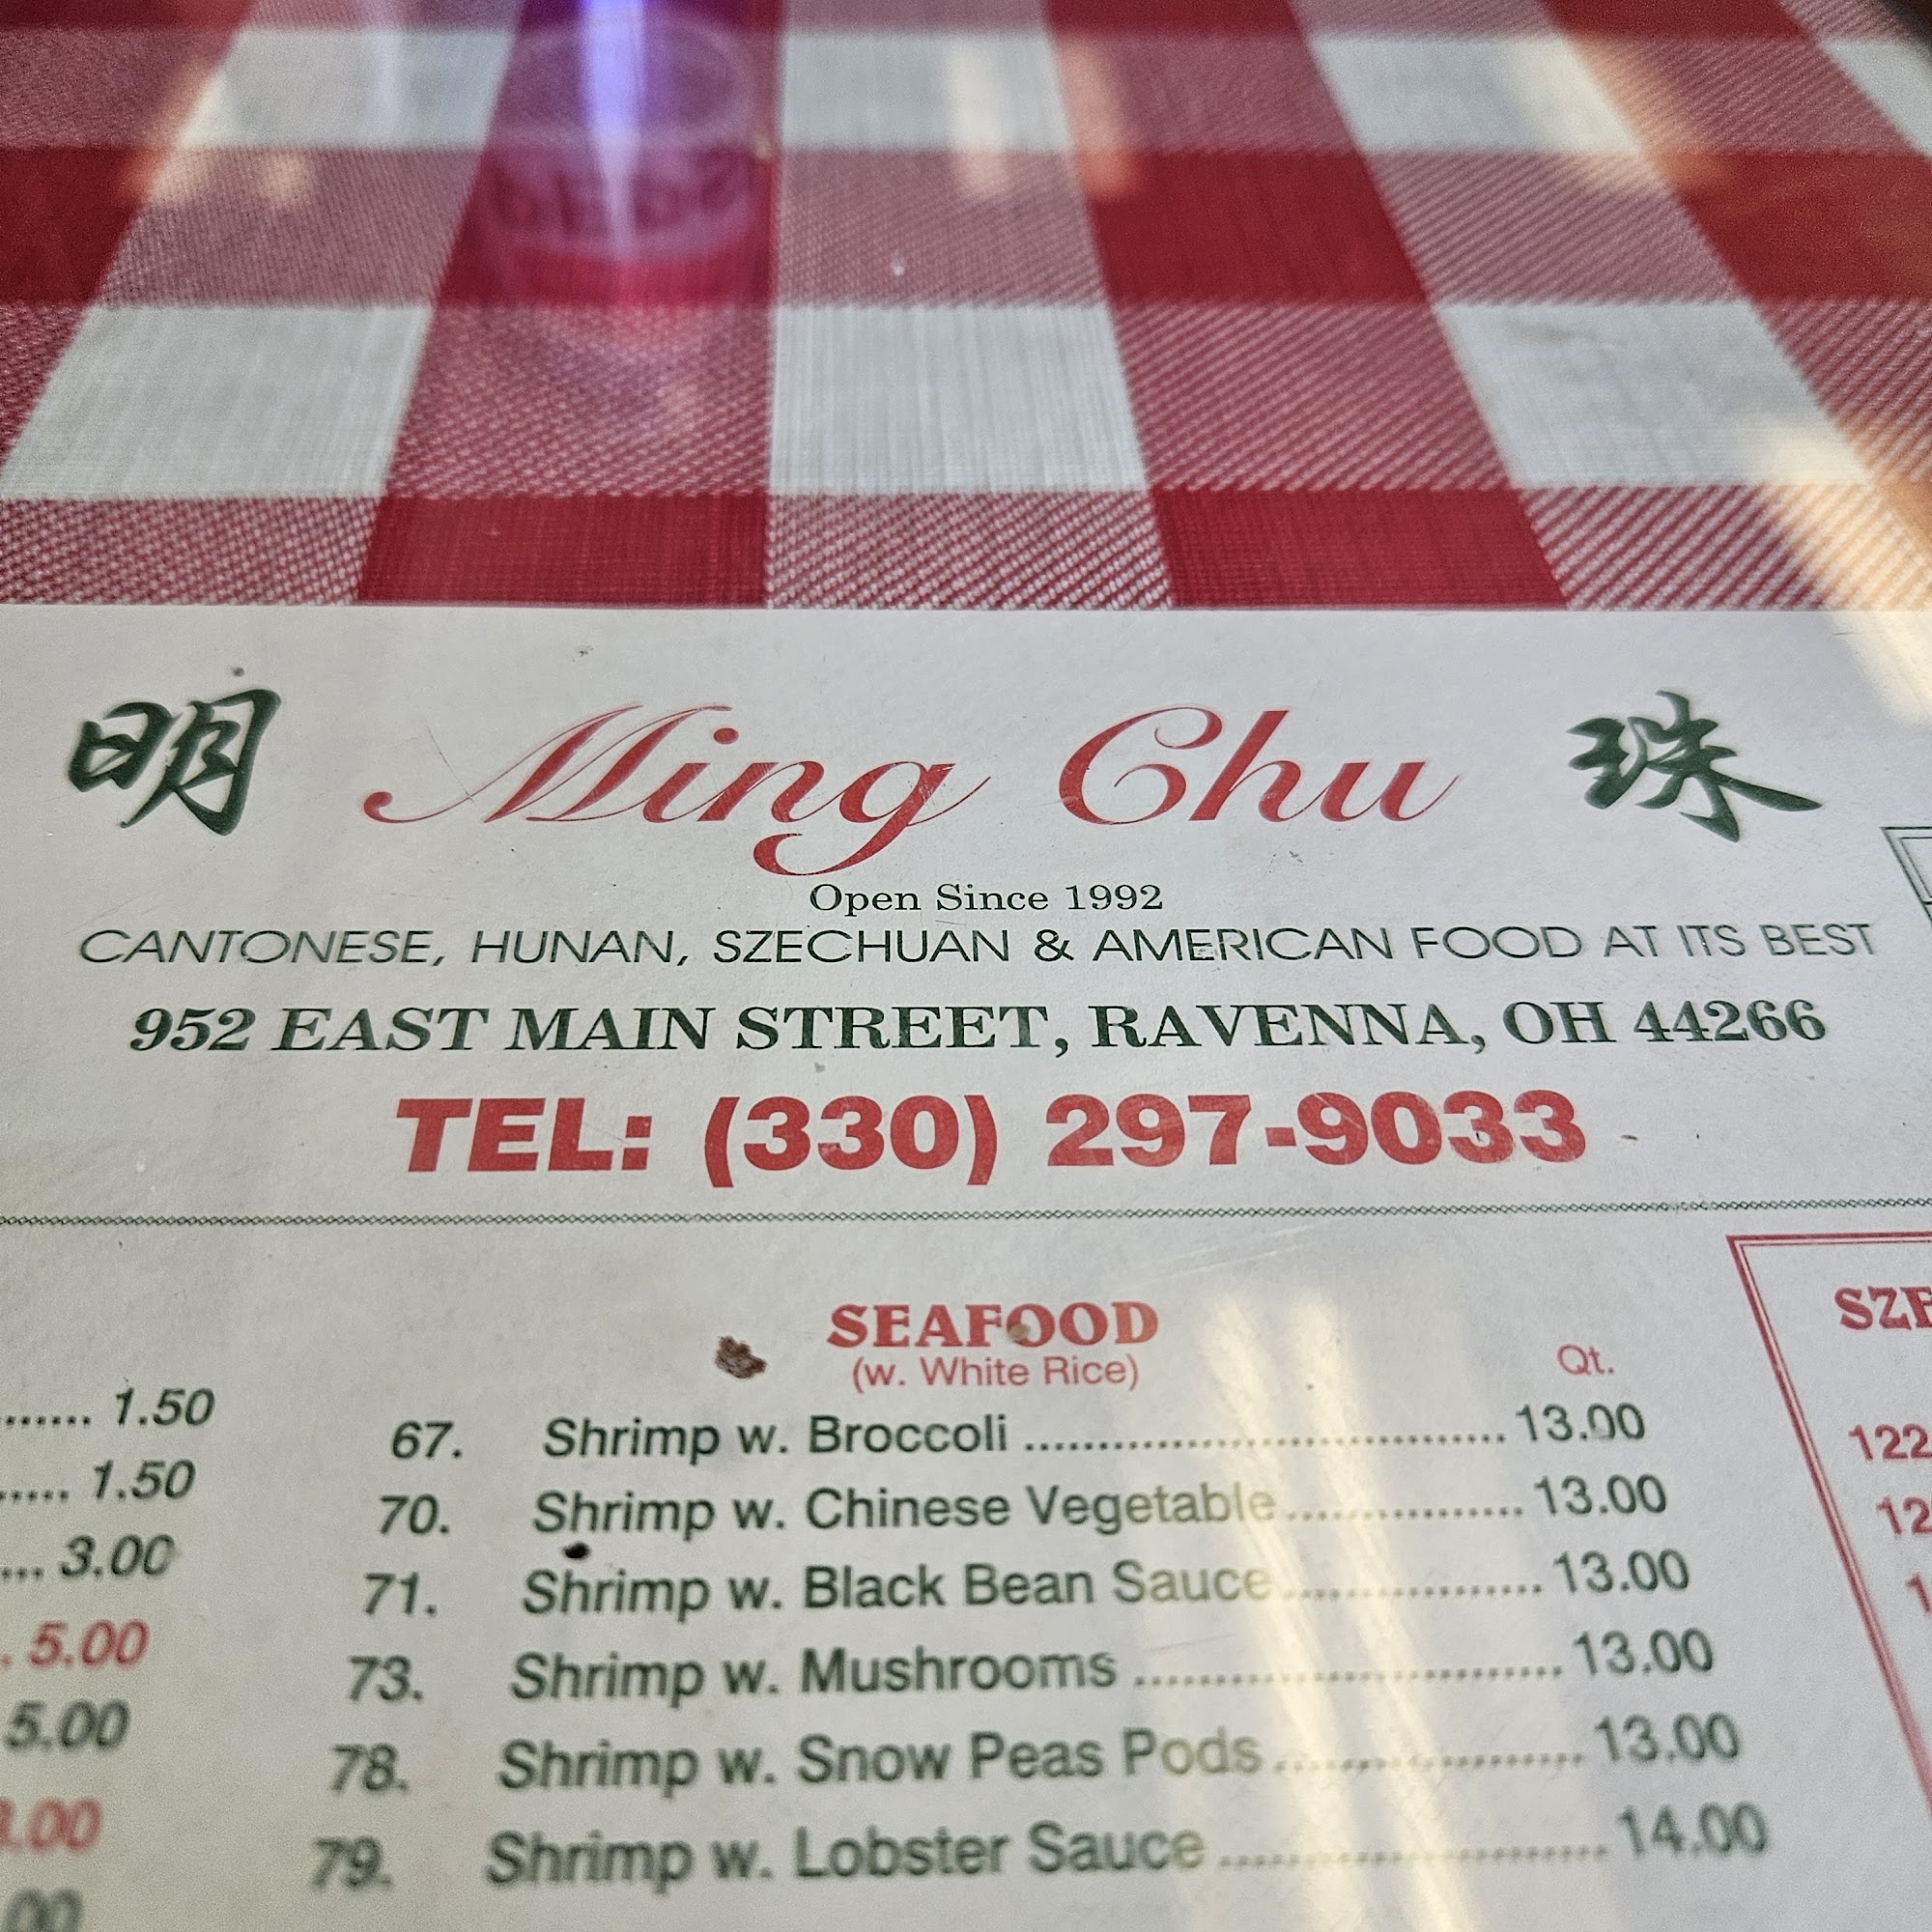 明 Ming Chu 珠
Open Since 1992
CANTONESE, HUNAN, SZECHUAN & AMERICAN FOOD AT ITS BEST
952 EAST MAIN STREET, RAVENNA, OH 44266
TEL: (330) 297-9033
SEAFOOD
(w. White Rice)
Qt.
67. Shrimp w. Broccoli ................................. 13.00
70. Shrimp w. Chinese Vegetable ................ 13.00
71. Shrimp w. Black Bean Sauce ................. 13.00
73. Shrimp w. Mushrooms ............................ 13.00
78. Shrimp w. Snow Peas Pods .................... 13.00
79. Shrimp w. Lobster Sauce ........................ 14.00
...... 1.50
..... 1.50
... 3.00
. 5.00
5.00
122